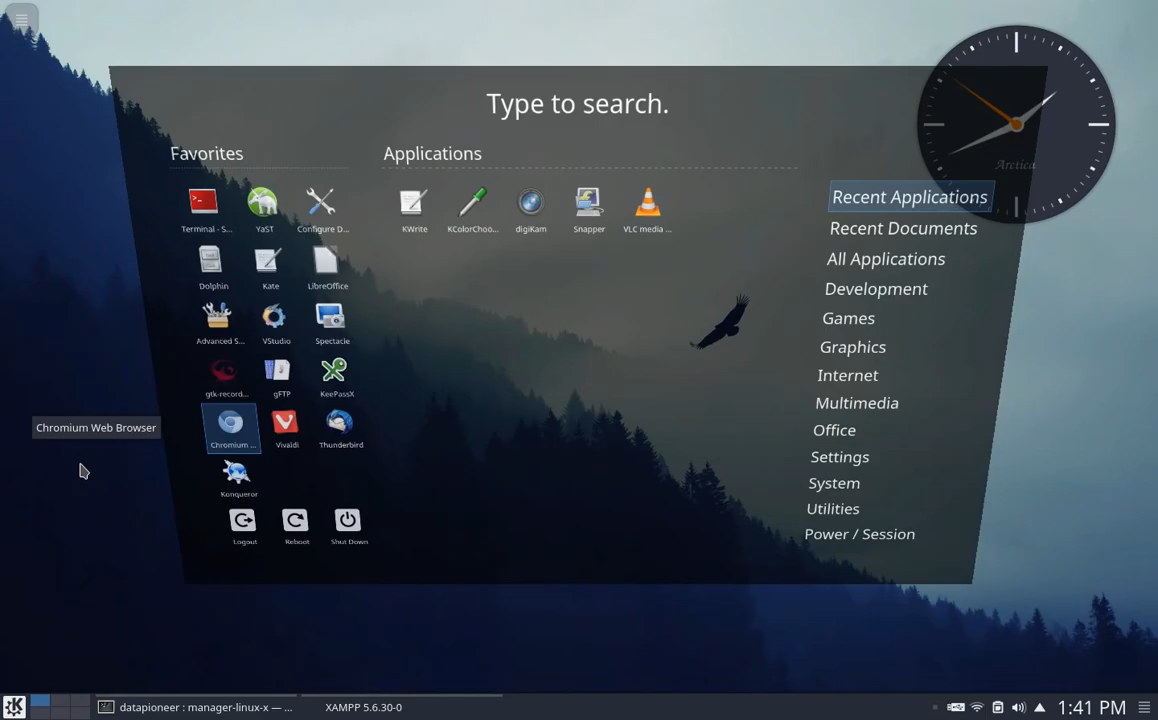 Type to search.
Favorites
Applications
Terminal - S...
YaST
Configure D...
KWrite
KColorChoo...
digiKam
Snapper
VLC media ...
Arctica
Recent Applications
Recent Documents
All Applications
Development
Games
Graphics
Internet
Multimedia
Office
Settings
System
Utilities
Power / Session
Dolphin
Kate
LibreOffice
Advanced S...
VStudio
Spectacle
gtk-record...
gFTP
KeePassX
Chromium ...
Vivaldi
Thunderbird
Chromium Web Browser
Konqueror
Logout
Reboot
Shut Down
datapioneer : manager-linux-x — ...
XAMPP 5.6.30-0
1:41 PM